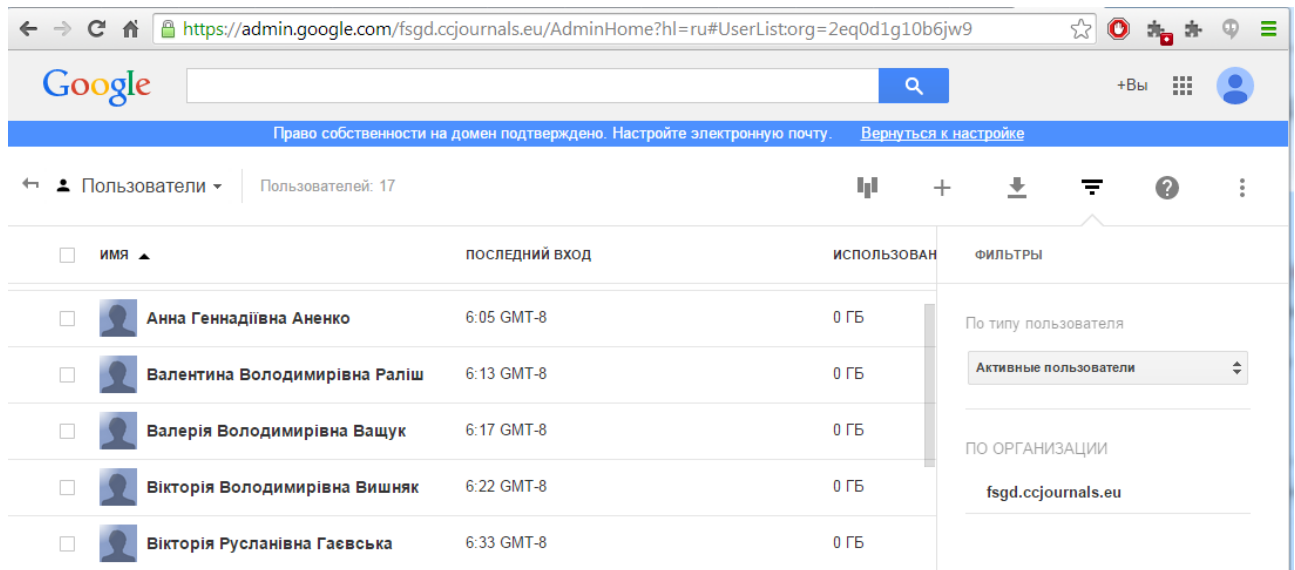 https://admin.google.com/fsgd.ccjournals.eu/AdminHome?hl=ru#UserList:org=2eq0d1g10b6jw9
Google
+Вы
Право собственности на домен подтверждено. Настройте электронную почту. Вернуться к настройке
Пользователи Пользователей: 17
ИМЯ ПОСЛЕДНИЙ ВХОД ИСПОЛЬЗОВАН ФИЛЬТРЫ
Анна Геннадіївна Аненко 6:05 GMT-8 0 ГБ
По типу пользователя
Валентина Володимирівна Раліш 6:13 GMT-8 0 ГБ
Активные пользователи
Валерія Володимирівна Ващук 6:17 GMT-8 0 ГБ
ПО ОРГАНИЗАЦИИ
Вікторія Володимирівна Вишняк 6:22 GMT-8 0 ГБ
fsgd.ccjournals.eu
Вікторія Русланівна Гаєвська 6:33 GMT-8 0 ГБ